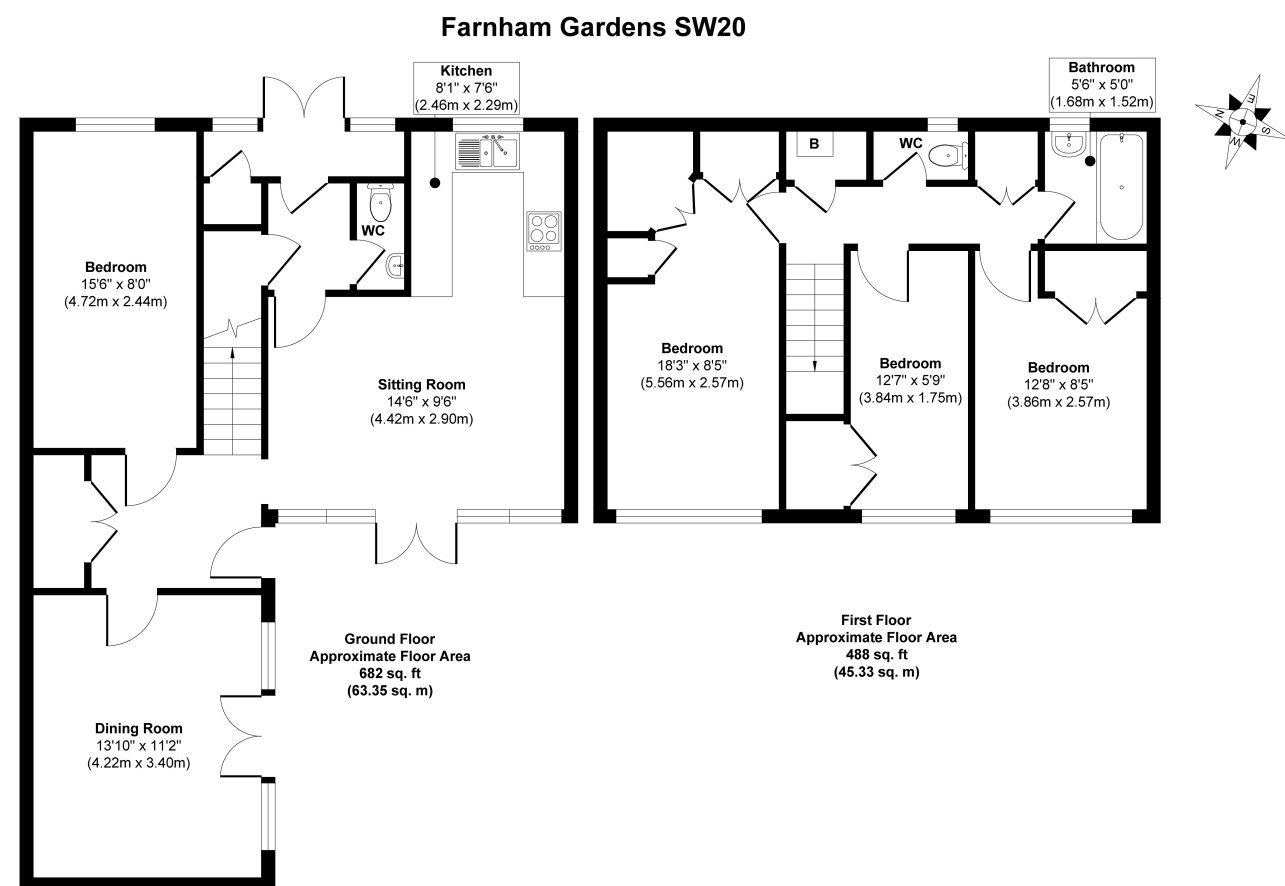 Farnham Gardens SW20
Kitchen
8'1" x 7'6"
(2.46m x 2.29m)
Bathroom
5'6" x 5'0"
(1.68m x 1.52m)
N
E
S
W
B
WC
WC
Bedroom
15'6" x 8'0"
(4.72m x 2.44m)
Sitting Room
14'6" x 9'6"
(4.42m x 2.90m)
Bedroom
18'3" x 8'5"
(5.56m x 2.57m)
Bedroom
12'7" x 5'9"
(3.84m x 1.75m)
Bedroom
12'8" x 8'5"
(3.86m x 2.57m)
Ground Floor
Approximate Floor Area
682 sq. ft
(63.35 sq. m)
First Floor
Approximate Floor Area
488 sq. ft
(45.33 sq. m)
Dining Room
13'10" x 11'2"
(4.22m x 3.40m)